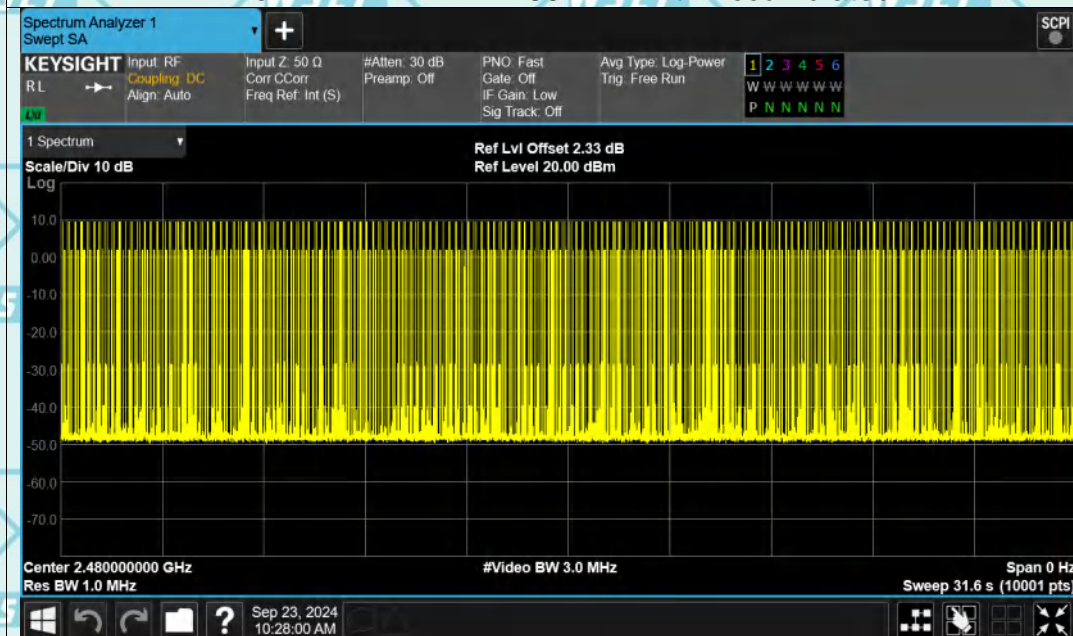 Spectrum Analyzer 1
Swept SA
+
SCPI
KEYSIGHT
R L
LXI
Input: RF
Coupling: DC
Align: Auto
Input Z: 50 Ω
Corr CCorr
Freq Ref: Int (S)
#Atten: 30 dB
Preamp: Off
PNO: Fast
Gate: Off
IF Gain: Low
Sig Track: Off
Avg Type: Log-Power
Trig: Free Run
1 2 3 4 5 6
W W W W W W
P N N N N N
1 Spectrum
Scale/Div 10 dB
Log
Ref Lvl Offset 2.33 dB
Ref Level 20.00 dBm
10.0
0.00
-10.0
-20.0
-30.0
-40.0
-50.0
-60.0
-70.0
Center 2.480000000 GHz
#Video BW 3.0 MHz
Span 0 Hz
Res BW 1.0 MHz
Sweep 31.6 s (10001 pts)
?
Sep 23, 2024
10:28:00 AM